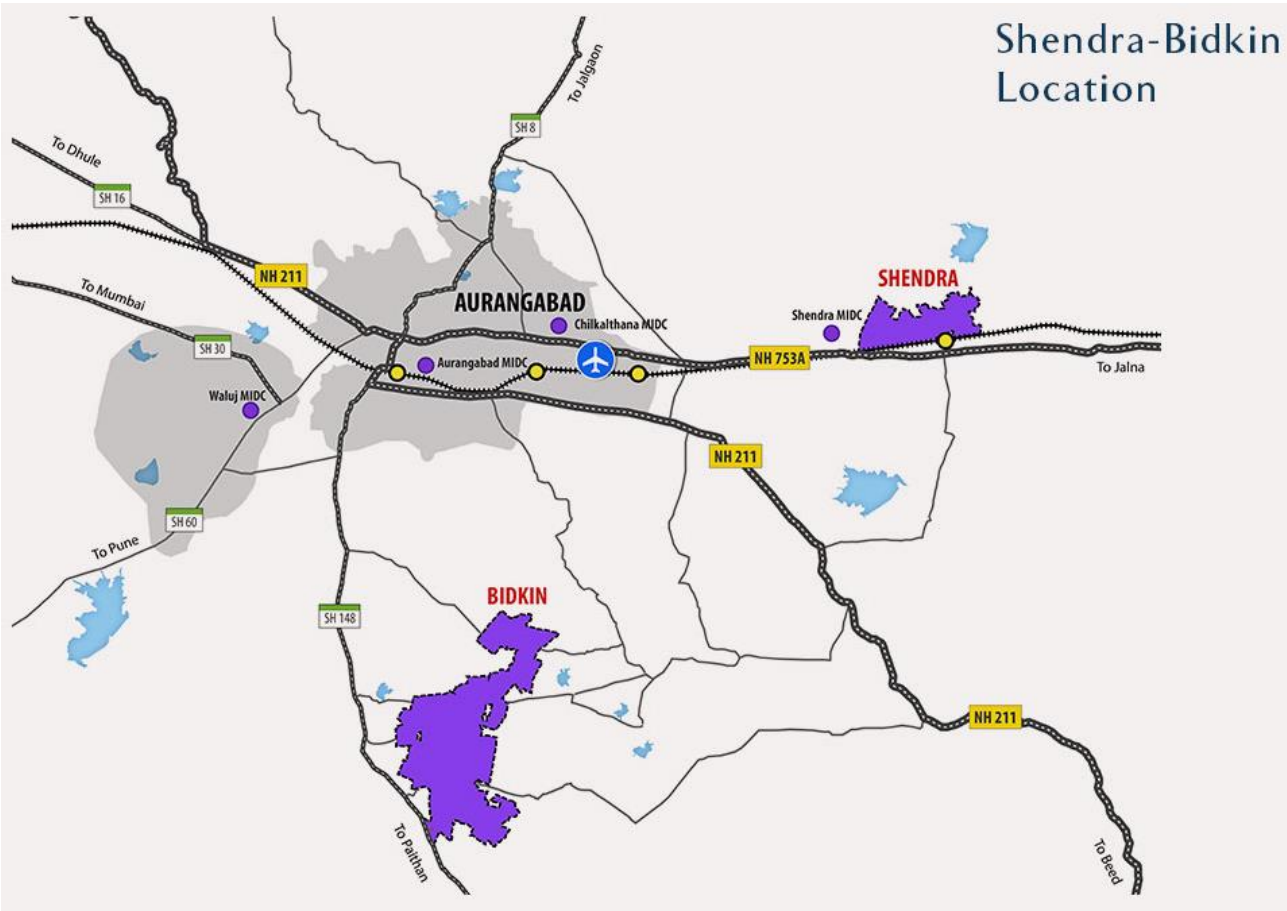 Shendra-Bidkin
Location
To Jalgaon
SH 8
To Dhule
SH 16
NH 211
SHENDRA
To Mumbai
AURANGABAD
Chilkalthana MIDC
Shendra MIDC
SH 30
NH 753A
Aurangabad MIDC
To Jalna
Waluj MIDC
NH 211
SH 60
To Pune
BIDKIN
SH 148
NH 211
To Paithan
To Beed